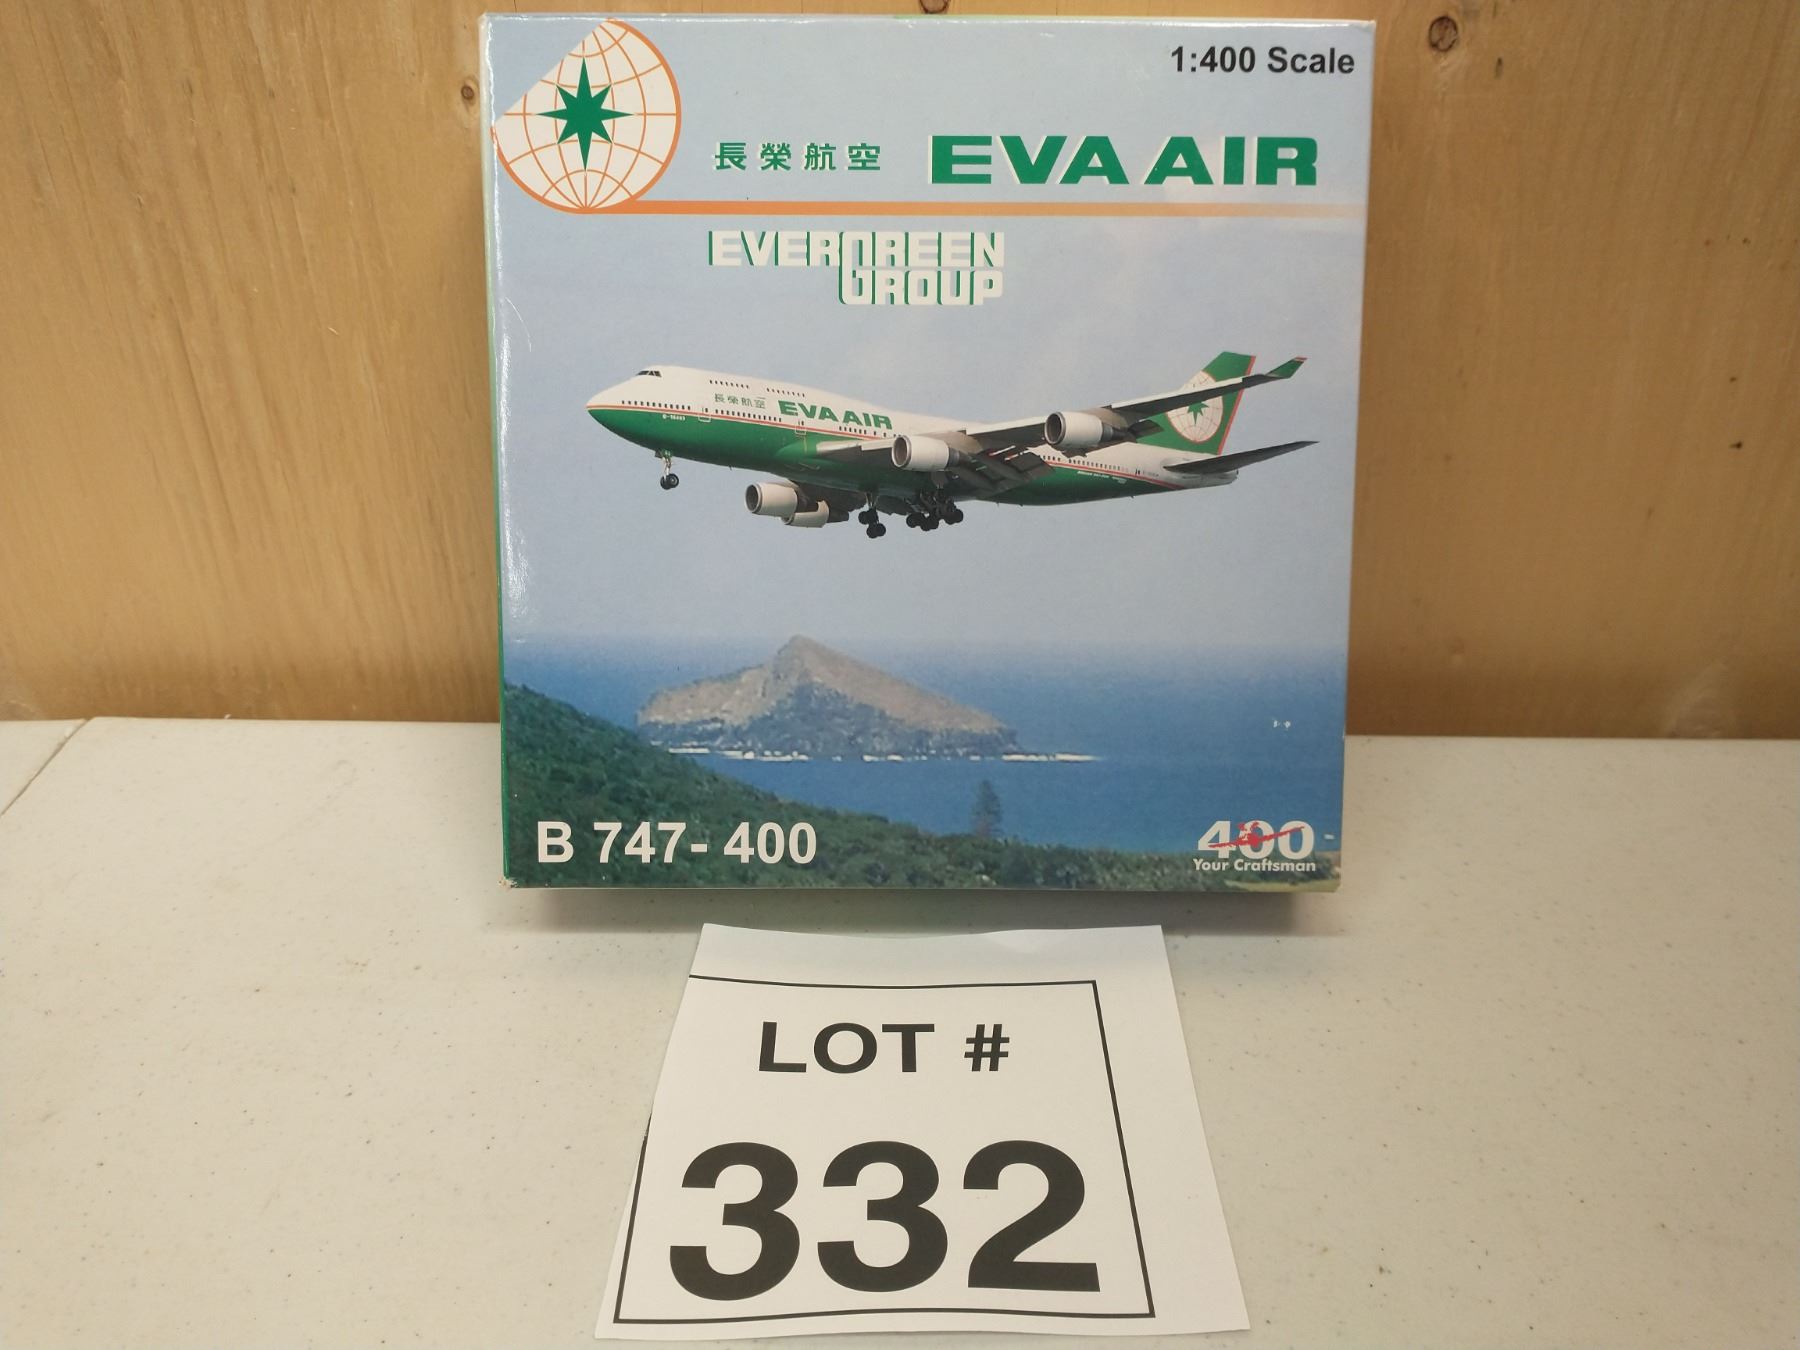 1:400 Scale
長榮航空 EVA AIR
EVERGREEN
GROUP
長榮航空 EVA AIR
B 747- 400
400
Your Craftsman
LOT #
332